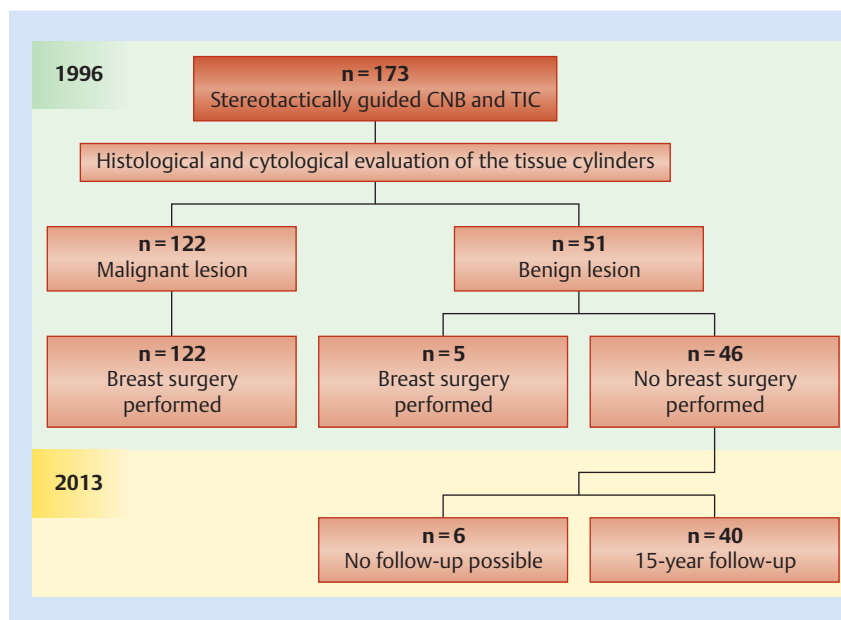 1996
n = 173
Stereotactically guided CNB and TIC
Histological and cytological evaluation of the tissue cylinders
n = 122
Malignant lesion
n = 51
Benign lesion
n = 122
Breast surgery
performed
n = 5
Breast surgery
performed
n = 46
No breast surgery
performed
2013
n = 6
No follow-up possible
n = 40
15-year follow-up